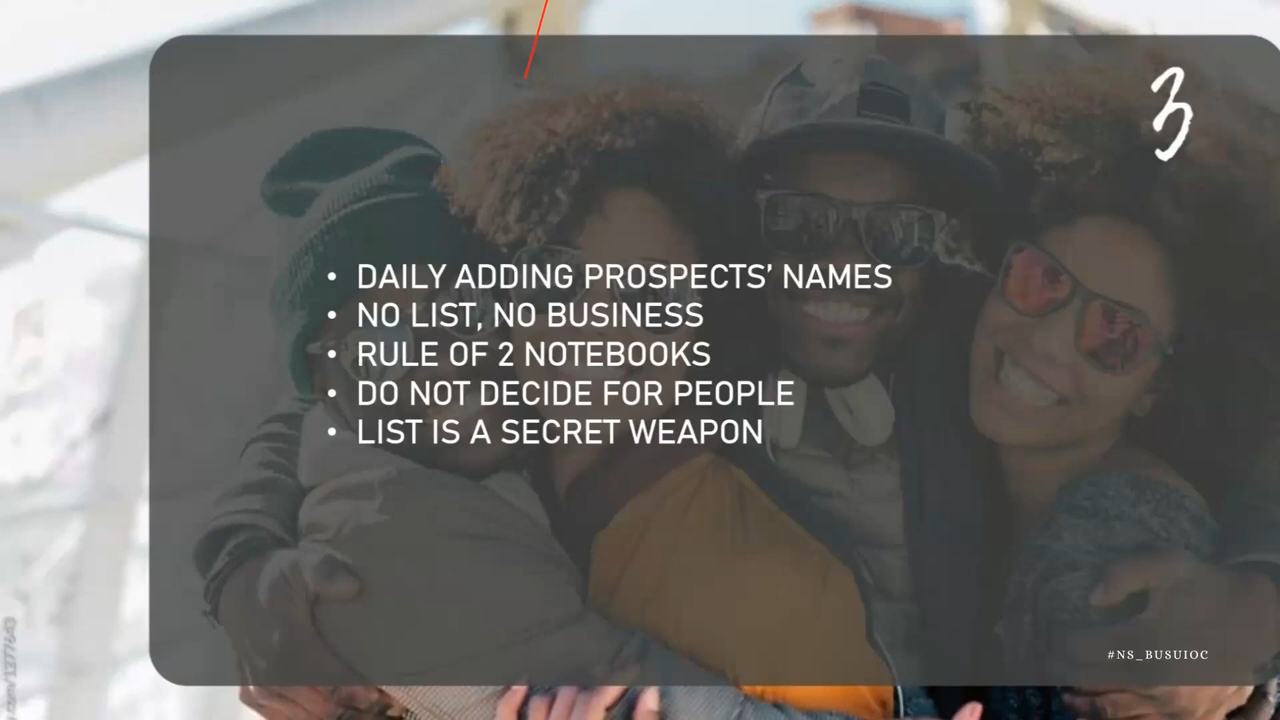 3
• DAILY ADDING PROSPECTS’ NAMES
• NO LIST, NO BUSINESS
• RULE OF 2 NOTEBOOKS
• DO NOT DECIDE FOR PEOPLE
• LIST IS A SECRET WEAPON
#NS_BUSUIOC